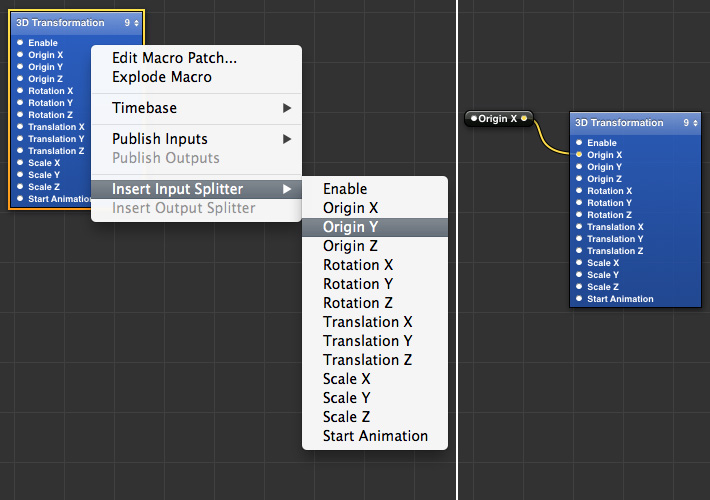 3D Transformation 9
Enable
Origin X
Origin Y
Origin Z
Rotation X
Rotation Y
Rotation Z
Translation X
Translation Y
Translation Z
Scale X
Scale Y
Scale Z
Start Animation
Edit Macro Patch...
Explode Macro
Timebase
Publish Inputs
Publish Outputs
Insert Input Splitter
Insert Output Splitter
Enable
Origin X
Origin Y
Origin Z
Rotation X
Rotation Y
Rotation Z
Translation X
Translation Y
Translation Z
Scale X
Scale Y
Scale Z
Start Animation
Origin X
3D Transformation 9
Enable
Origin X
Origin Y
Origin Z
Rotation X
Rotation Y
Rotation Z
Translation X
Translation Y
Translation Z
Scale X
Scale Y
Scale Z
Start Animation